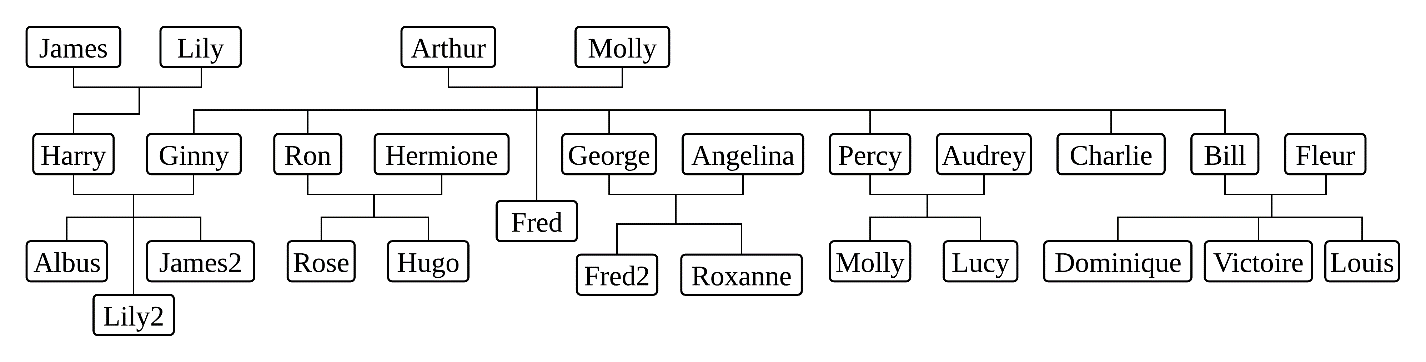 James Lily Arthur Molly
Harry Ginny Ron Hermione George Angelina Percy Audrey Charlie Bill Fleur
Fred
Albus James2 Rose Hugo Fred2 Roxanne Molly Lucy Dominique Victoire Louis
Lily2